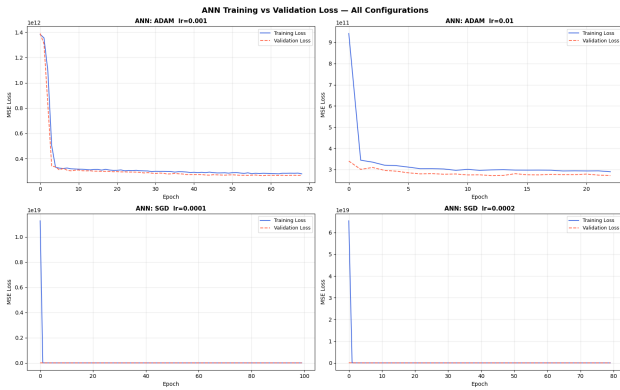 ANN Training vs Validation Loss — All Configurations
ANN: ADAM lr=0.001
1e12
Training Loss
Validation Loss
MSE Loss
1.4
1.2
1.0
0.8
0.6
0.4
0 10 20 30 40 50 60 70
Epoch
ANN: ADAM lr=0.01
1e11
Training Loss
Validation Loss
MSE Loss
9
8
7
6
5
4
3
0 5 10 15 20
Epoch
ANN: SGD lr=0.0001
1e19
Training Loss
Validation Loss
MSE Loss
1.0
0.8
0.6
0.4
0.2
0.0
0 20 40 60 80 100
Epoch
ANN: SGD lr=0.0002
1e19
Training Loss
Validation Loss
MSE Loss
6
5
4
3
2
1
0
0 10 20 30 40 50 60 70 80
Epoch